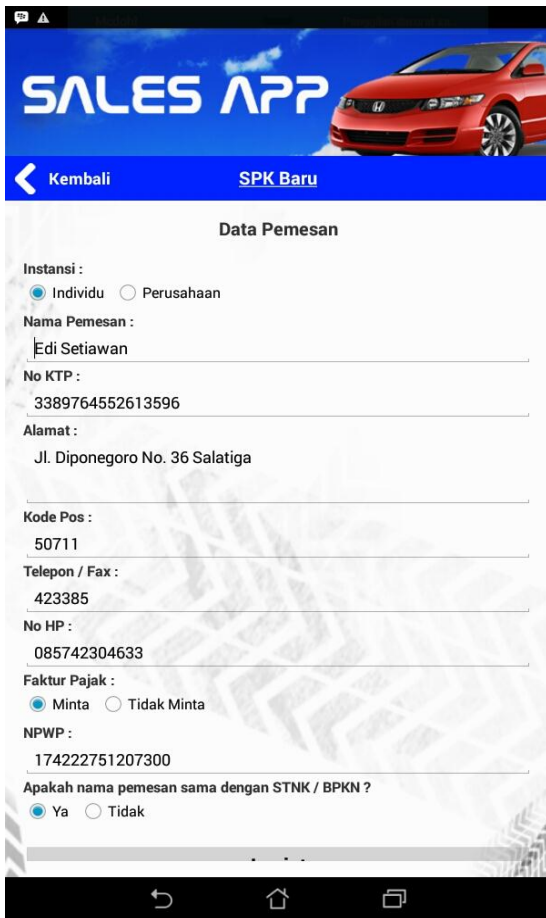 SALES APP
Kembali
SPK Baru
Data Pemesan
Instansi :
Individu Perusahaan
Nama Pemesan :
Edi Setiawan
No KTP :
3389764552613596
Alamat :
Jl. Diponegoro No. 36 Salatiga
Kode Pos :
50711
Telepon / Fax :
423385
No HP :
085742304633
Faktur Pajak :
Minta Tidak Minta
NPWP :
174222751207300
Apakah nama pemesan sama dengan STNK / BPKN ?
Ya Tidak